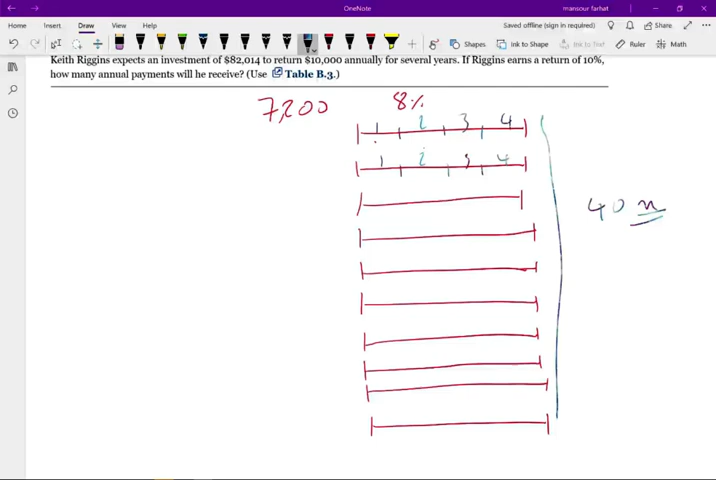 OneNote
mansour farhat
Home Insert Draw View Help
Saved offline (sign in required) Share
Shapes Ink to Shape Ink to Text Ruler Math
Keith Riggins expects an investment of $82,014 to return $10,000 annually for several years. If Riggins earns a return of 10%,
how many annual payments will he receive? (Use Table B.3.)
7,200 8%
1 2 3 4
1 2 3 4
40 n